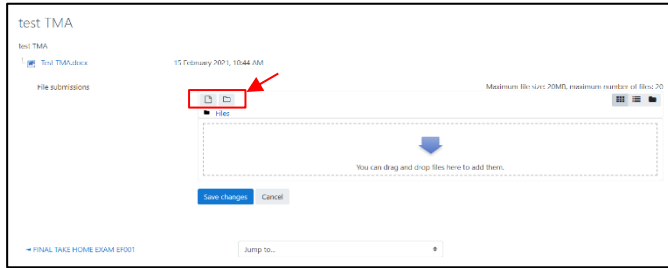 test TMA
test TMA
Test TMA.docx 15 February 2021, 10:44 AM
File submissions
Maximum file size: 20MB, maximum number of files: 20
Files
You can drag and drop files here to add them.
Save changes Cancel
FINAL TAKE HOME EXAM EF001 Jump to...